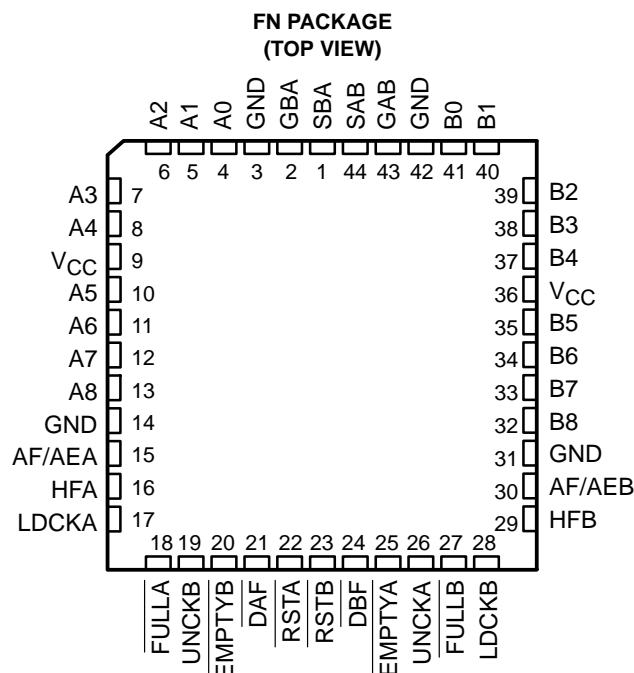 FN PACKAGE
(TOP VIEW)
A2 A1 A0 GND GBA SBA SAB GAB GND B0 B1
6 5 4 3 2 1 44 43 42 41 40
A3 7 39 B2
A4 8 38 B3
VCC 9 37 B4
A5 10 36 VCC
A6 11 35 B5
A7 12 34 B6
A8 13 33 B7
GND 14 32 B8
AF/AEA 15 31 GND
HFA 16 30 AF/AEB
LDCKA 17 29 HFB
18 19 20 21 22 23 24 25 26 27 28
FULLA UNCKB EMPTYB DAF RSTA RSTB DBF EMPTYA UNCKA FULLB LDCKB